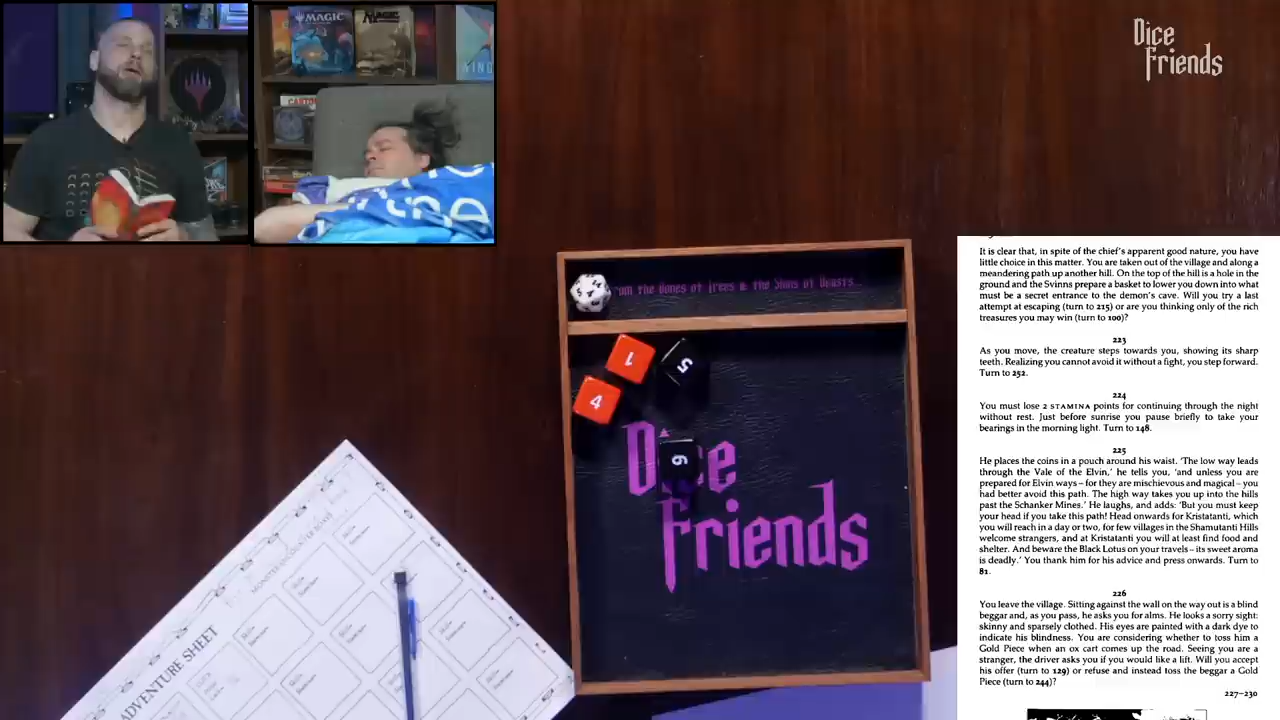 MAGIC
Dice
Friends
It is clear that, in spite of the chief's apparent good nature, you have
little choice in this matter. You are taken out of the village and along a
meandering path up another hill. On the top of the hill is a hole in the
ground and the Svinns prepare a basket to lower you down into what
must be a secret entrance to the demon's cave. Will you try a last
attempt at escaping (turn to 215) or are you thinking only of the rich
treasures you may win (turn to 100)?
223
As you move, the creature steps towards you, showing its sharp
teeth. Realizing you cannot avoid it without a fight, you step forward.
Turn to 252.
224
You must lose 2 STAMINA points for continuing through the night
without rest. Just before sunrise you pause briefly to take your
bearings in the morning light. Turn to 148.
225
He places the coins in a pouch around his waist. 'The low way leads
through the Vale of the Elvin,' he tells you, 'and unless you are
prepared for Elvin ways – for they are mischievous and magical – you
had better avoid this path. The high way takes you up into the hills
past the Schanker Mines.' He laughs, and adds: 'But you must keep
your head if you take this path! Head onwards for Kristatanti, which
you will reach in a day or two, for few villages in the Shamutanti Hills
welcome strangers, and at Kristatanti you will at least find food and
shelter. And beware the Black Lotus on your travels – its sweet aroma
is deadly.' You thank him for his advice and press onwards. Turn to
81.
226
You leave the village. Sitting against the wall on the way out is a blind
beggar and, as you pass, he asks you for alms. He looks a sorry sight:
skinny and sparsely clothed. His eyes are painted with a dark dye to
indicate his blindness. You are considering whether to toss him a
Gold Piece when an ox cart comes up the road. Seeing you are a
stranger, the driver asks you if you would like a lift. Will you accept
his offer (turn to 129) or refuse and instead toss the beggar a Gold
Piece (turn to 244)?
227–230
om the Bones of Trees & the Skins of Beasts...
1
5
4
6
Dice
Friends
MONSTER ENCOUNTER BOXES
ADVENTURE SHEET